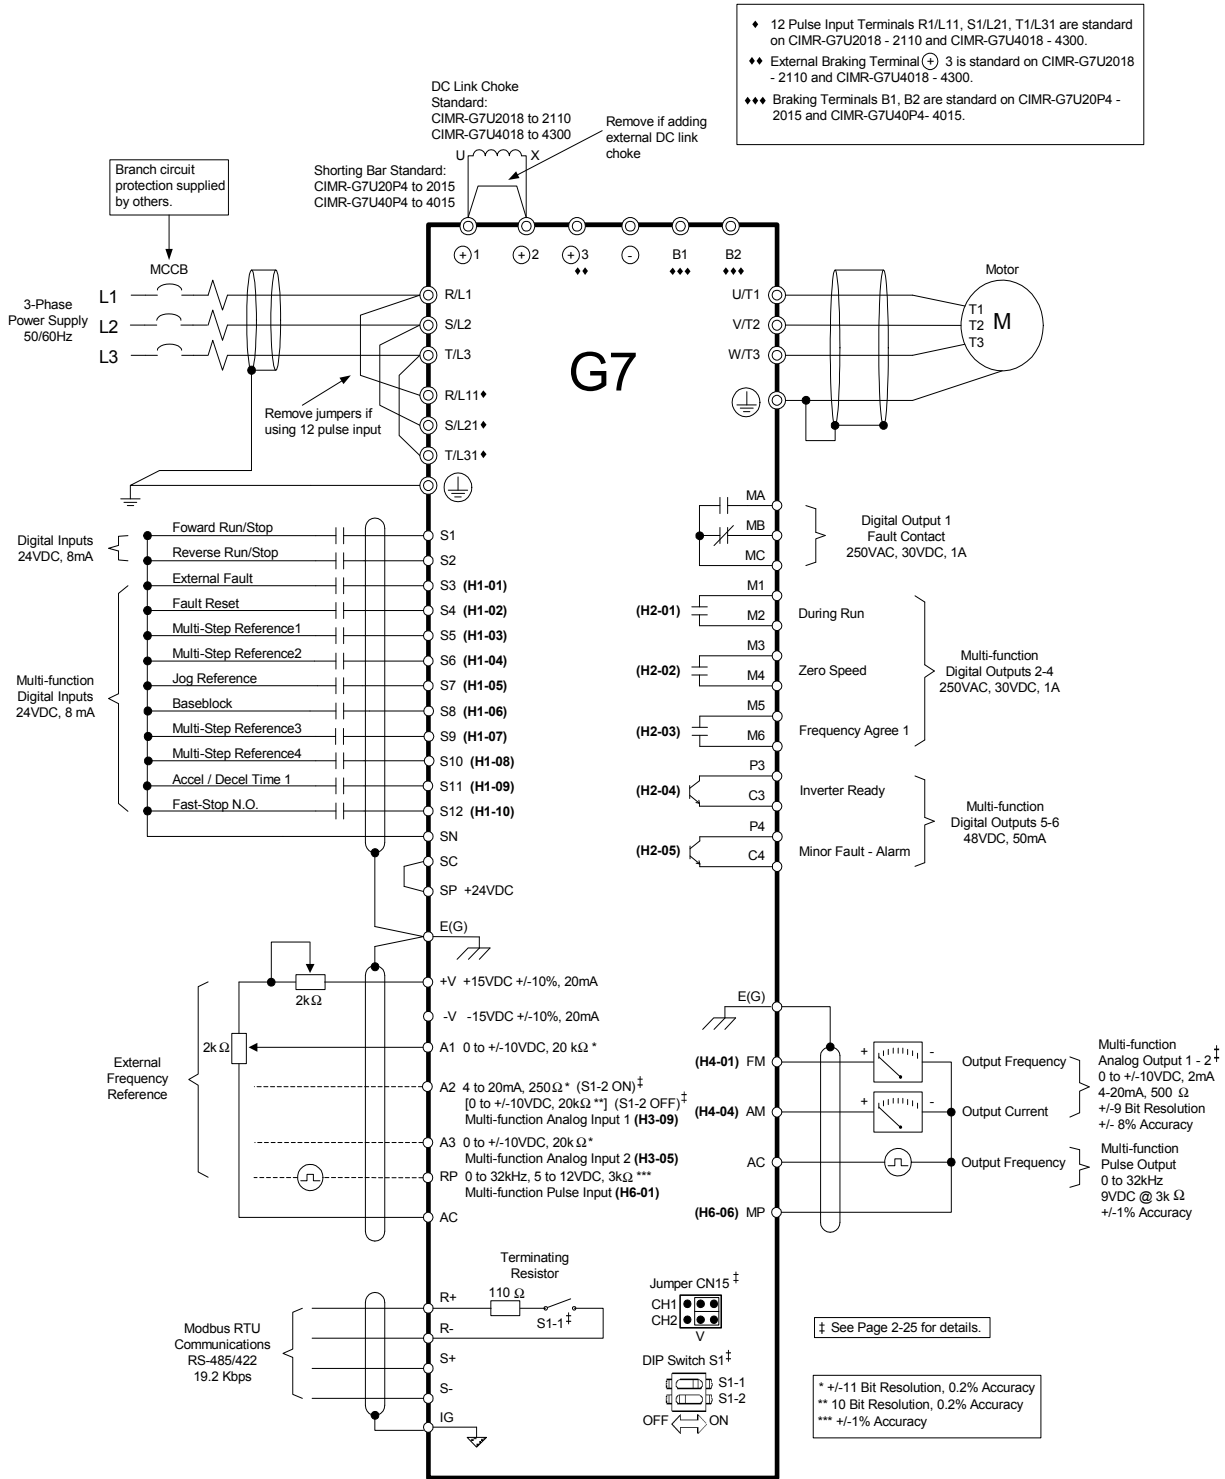 ♦ 12 Pulse Input Terminals R1/L11, S1/L21, T1/L31 are standard
on CIMR-G7U2018 - 2110 and CIMR-G7U4018 - 4300.
♦♦ External Braking Terminal + 3 is standard on CIMR-G7U2018
- 2110 and CIMR-G7U4018 - 4300.
♦♦♦ Braking Terminals B1, B2 are standard on CIMR-G7U20P4 -
2015 and CIMR-G7U40P4- 4015.
DC Link Choke
Standard:
CIMR-G7U2018 to 2110
CIMR-G7U4018 to 4300
Remove if adding
external DC link
choke
U X
Shorting Bar Standard:
CIMR-G7U20P4 to 2015
CIMR-G7U40P4 to 4015
Branch circuit
protection supplied
by others.
MCCB
3-Phase
Power Supply
50/60Hz
L1
L2
L3
+ 1
+ 2
+ 3
♦♦
-
B1
♦♦♦
B2
♦♦♦
R/L1
S/L2
T/L3
R/L11♦
S/L21♦
T/L31♦
Remove jumpers if
using 12 pulse input
G7
U/T1
V/T2
W/T3
Motor
T1
T2
T3
M
Digital Inputs
24VDC, 8mA
Foward Run/Stop
S1
Reverse Run/Stop
S2
Multi-function
Digital Inputs
24VDC, 8 mA
External Fault
S3 (H1-01)
Fault Reset
S4 (H1-02)
Multi-Step Reference1
S5 (H1-03)
Multi-Step Reference2
S6 (H1-04)
Jog Reference
S7 (H1-05)
Baseblock
S8 (H1-06)
Multi-Step Reference3
S9 (H1-07)
Multi-Step Reference4
S10 (H1-08)
Accel / Decel Time 1
S11 (H1-09)
Fast-Stop N.O.
S12 (H1-10)
SN
SC
SP +24VDC
E(G)
MA
MB
MC
Digital Output 1
Fault Contact
250VAC, 30VDC, 1A
M1
(H2-01)
M2
During Run
M3
(H2-02)
M4
Zero Speed
M5
(H2-03)
M6
Frequency Agree 1
Multi-function
Digital Outputs 2-4
250VAC, 30VDC, 1A
P3
(H2-04)
C3
Inverter Ready
P4
(H2-05)
C4
Minor Fault - Alarm
Multi-function
Digital Outputs 5-6
48VDC, 50mA
External
Frequency
Reference
2kΩ
2kΩ
+V +15VDC +/-10%, 20mA
-V -15VDC +/-10%, 20mA
A1 0 to +/-10VDC, 20 kΩ *
A2 4 to 20mA, 250Ω * (S1-2 ON) ‡
[0 to +/-10VDC, 20kΩ **] (S1-2 OFF) ‡
Multi-function Analog Input 1 (H3-09)
A3 0 to +/-10VDC, 20kΩ *
Multi-function Analog Input 2 (H3-05)
RP 0 to 32kHz, 5 to 12VDC, 3kΩ ***
Multi-function Pulse Input (H6-01)
AC
E(G)
(H4-01) FM
+ -
Output Frequency
(H4-04) AM
+ -
Output Current
Multi-function
Analog Output 1 - 2 ‡
0 to +/-10VDC, 2mA
4-20mA, 500 Ω
+/-9 Bit Resolution
+/- 8% Accuracy
AC
Output Frequency
(H6-06) MP
Multi-function
Pulse Output
0 to 32kHz
9VDC @ 3k Ω
+/-1% Accuracy
Modbus RTU
Communications
RS-485/422
19.2 Kbps
Terminating
Resistor
110 Ω
S1-1 ‡
R+
R-
S+
S-
IG
Jumper CN15 ‡
CH1
CH2
V
DIP Switch S1 ‡
S1-1
S1-2
OFF ON
‡ See Page 2-25 for details.
* +/-11 Bit Resolution, 0.2% Accuracy
** 10 Bit Resolution, 0.2% Accuracy
*** +/-1% Accuracy